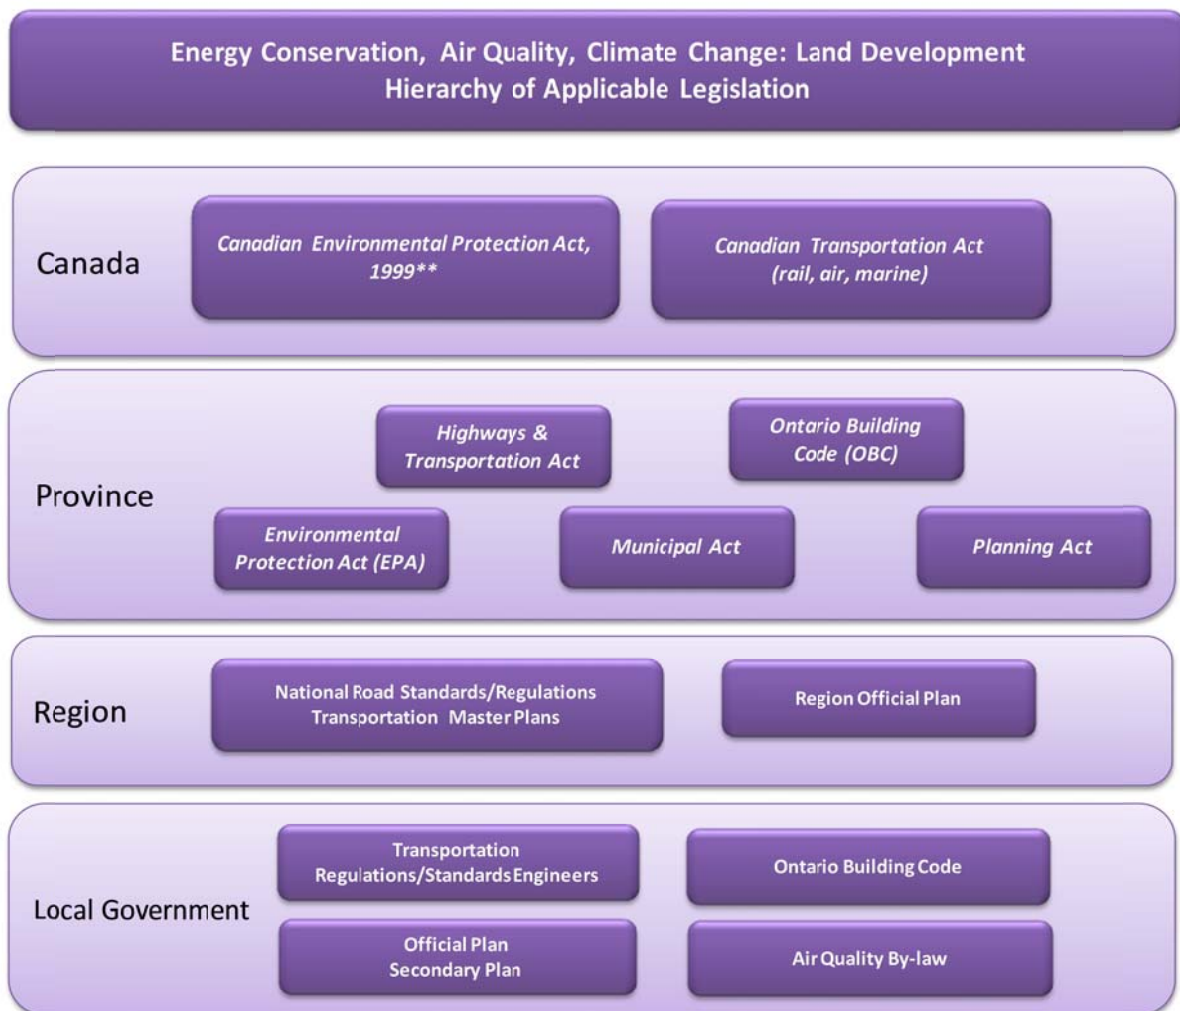 Energy Conservation, Air Quality, Climate Change: Land Development
Hierarchy of Applicable Legislation
Canada
Canadian Environmental Protection Act,
1999**
Canadian Transportation Act
(rail, air, marine)
Province
Highways &
Transportation Act
Ontario Building
Code (OBC)
Environmental
Protection Act (EPA)
Municipal Act
Planning Act
Region
National Road Standards/Regulations
Transportation Master Plans
Region Official Plan
Local Government
Transportation
Regulations/Standards Engineers
Ontario Building Code
Official Plan
Secondary Plan
Air Quality By-law